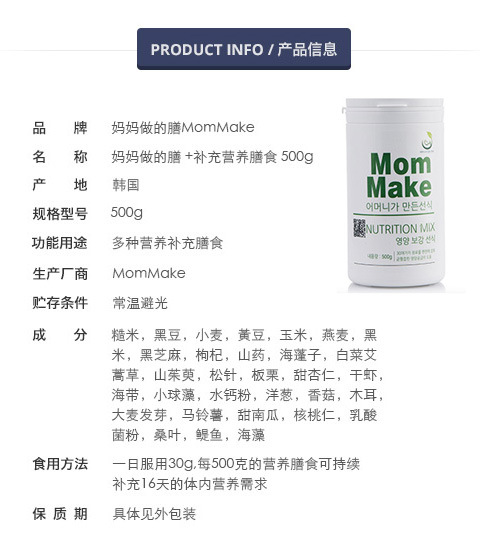 PRODUCT INFO / 产品信息
品 牌 妈妈做的膳MomMake
名 称 妈妈做的膳 +补充营养膳食 500g
产 地 韩国
规格型号 500g
功能用途 多种营养补充膳食
生产厂商 MomMake
贮存条件 常温避光
成 分 糙米，黑豆，小麦，黄豆，玉米，燕麦，黑
米，黑芝麻，枸杞，山药，海蓬子，白菜艾
蒿草，山茱萸，松针，板栗，甜杏仁，干虾，
海带，小球藻，水钙粉，洋葱，香菇，木耳，
大麦发芽，马铃薯，甜南瓜，核桃仁，乳酸
菌粉，桑叶，鳀鱼，海藻
食用方法 一日服用30g,每500克的营养膳食可持续
补充16天的体内营养需求
保 质 期 具体见外包装
Mom
Make
어머니가 만든선식
NUTRITION MIX
영양 보강 선식
500g